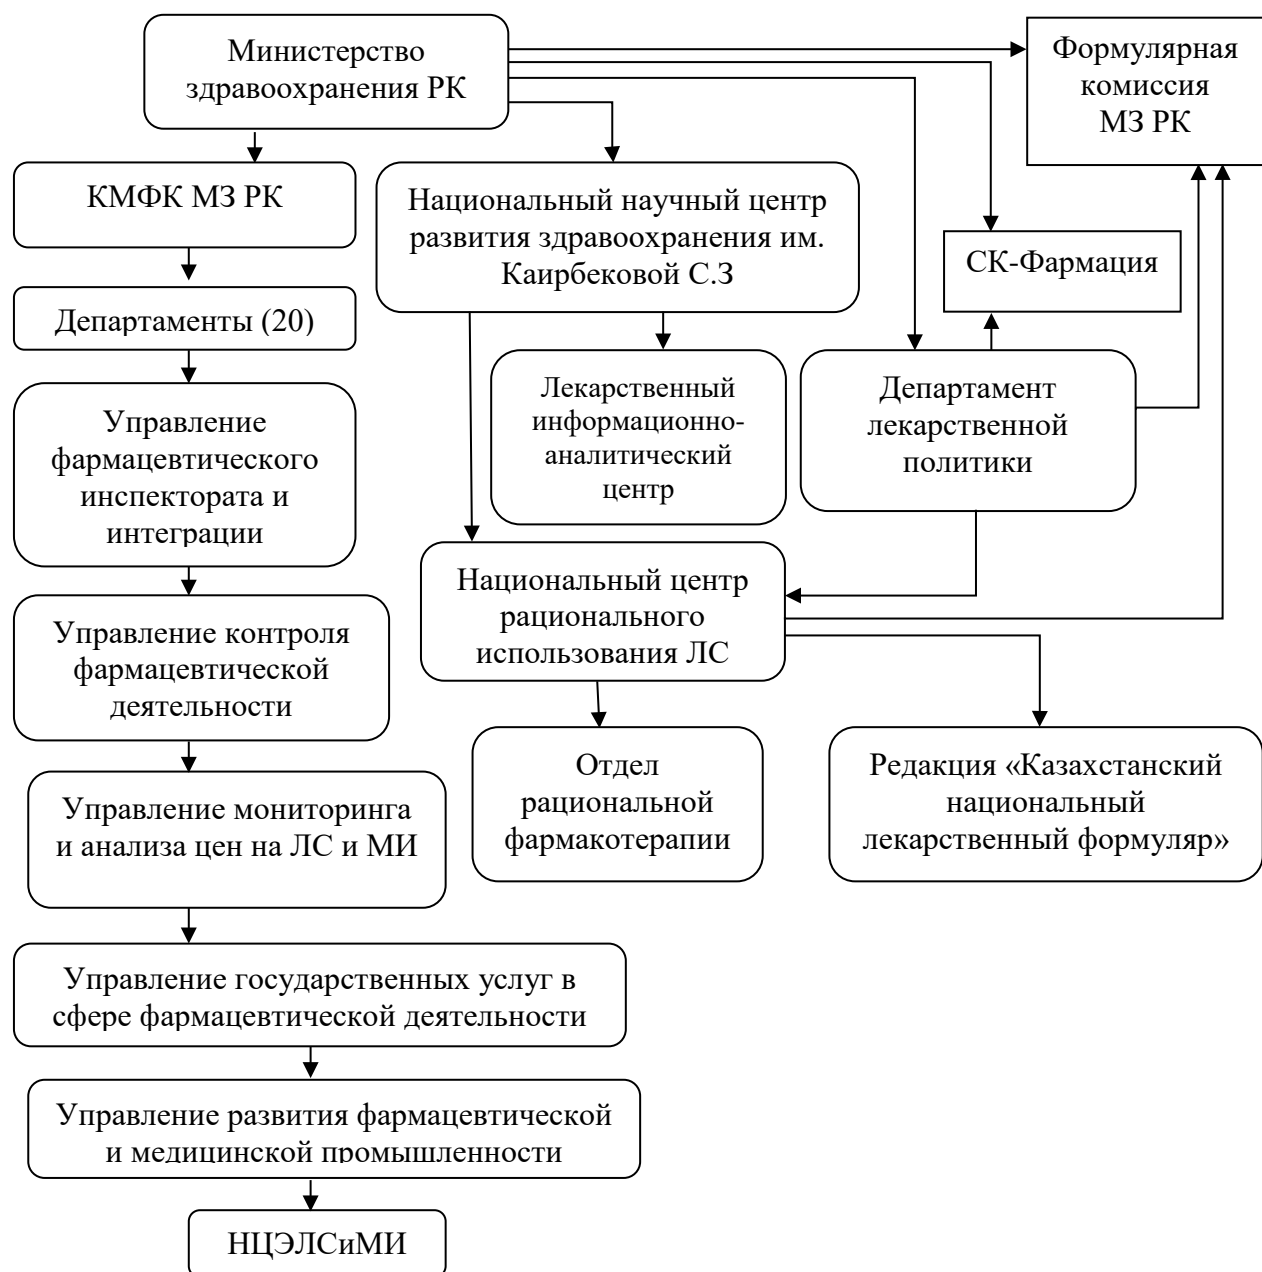 Министерство
здравоохранения РК
Формулярная
комиссия
МЗ РК
КМФК МЗ РК
Национальный научный центр
развития здравоохранения им.
Каирбековой С.З
СК-Фармация
Департаменты (20)
Лекарственный
информационно-
аналитический
центр
Департамент
лекарственной
политики
Управление
фармацевтического
инспектората и
интеграции
Национальный центр
рационального
использования ЛС
Управление контроля
фармацевтической
деятельности
Отдел
рациональной
фармакотерапии
Редакция «Казахстанский
национальный
лекарственный формуляр»
Управление мониторинга
и анализа цен на ЛС и МИ
Управление государственных услуг в
сфере фармацевтической деятельности
Управление развития фармацевтической
и медицинской промышленности
НЦЭЛСиМИ